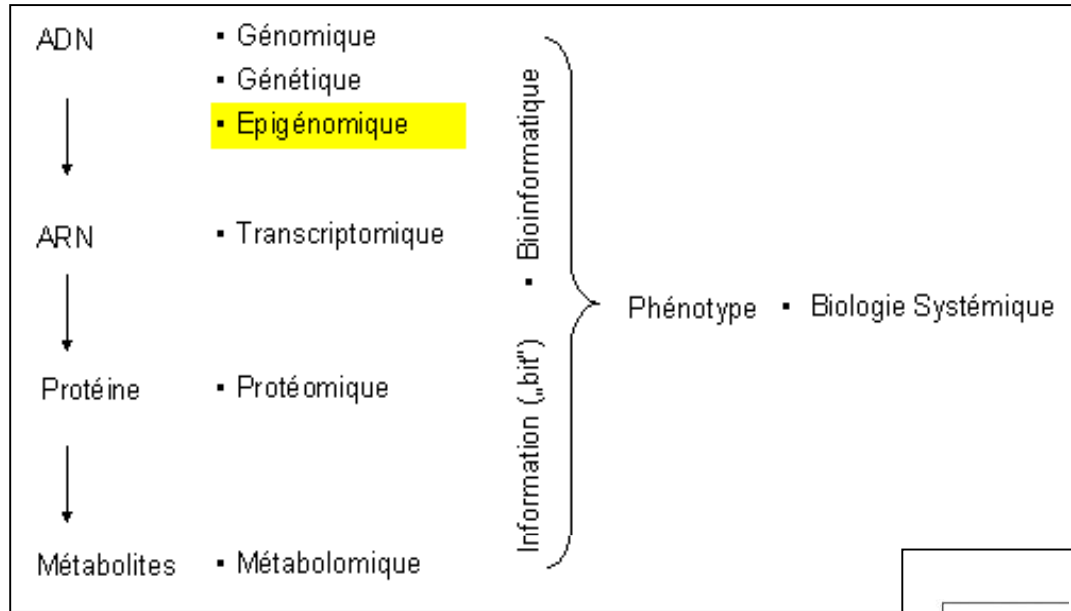 ADN ▪ Génomique
▪ Génétique
▪ Epigénomique
ARN ▪ Transcriptomique
Protéine ▪ Protéomique
Métabolites ▪ Métabolomique
Information („bit") ▪ Bioinformatique
Phénotype ▪ Biologie Systémique